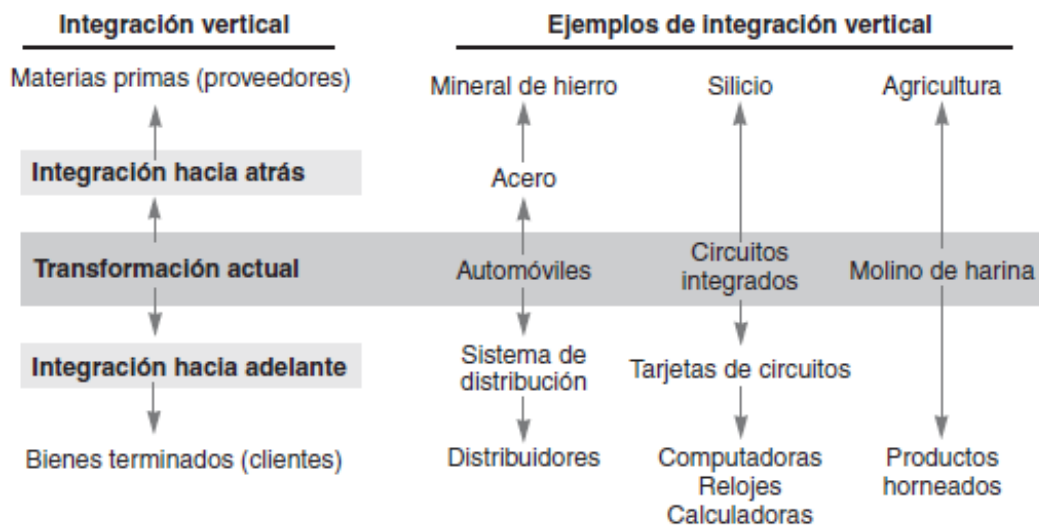 Integración vertical
Ejemplos de integración vertical
Materias primas (proveedores)
Mineral de hierro
Silicio
Agricultura
Integración hacia atrás
Acero
Transformación actual
Automóviles
Circuitos
integrados
Molino de harina
Integración hacia adelante
Sistema de
distribución
Tarjetas de circuitos
Bienes terminados (clientes)
Distribuidores
Computadoras
Relojes
Calculadoras
Productos
horneados